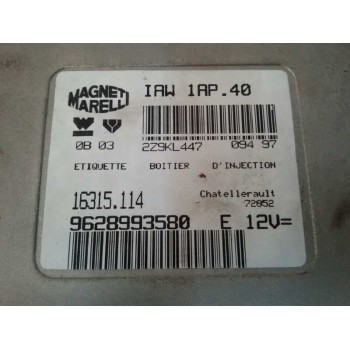 MAGNETI
MARELLI
IAW 1AP.40
0B 03
2Z9KL447
094 97
ETIQUETTE BOITIER D'INJECTION
16315.114
Chatellerault
72852
9628993580 E 12V=